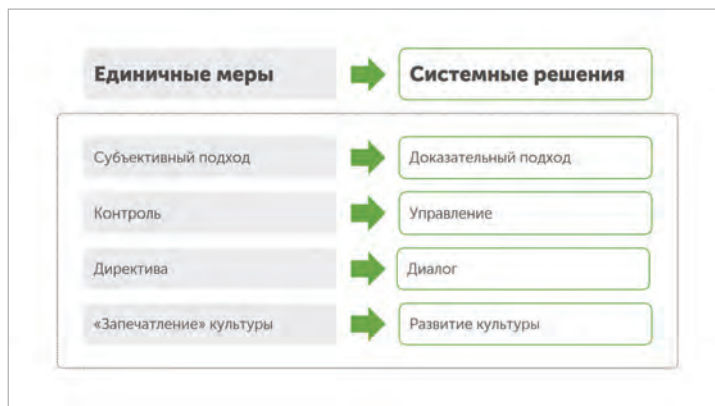 Единичные меры
Системные решения
Субъективный подход
Доказательный подход
Контроль
Управление
Директива
Диалог
«Запечатление» культуры
Развитие культуры